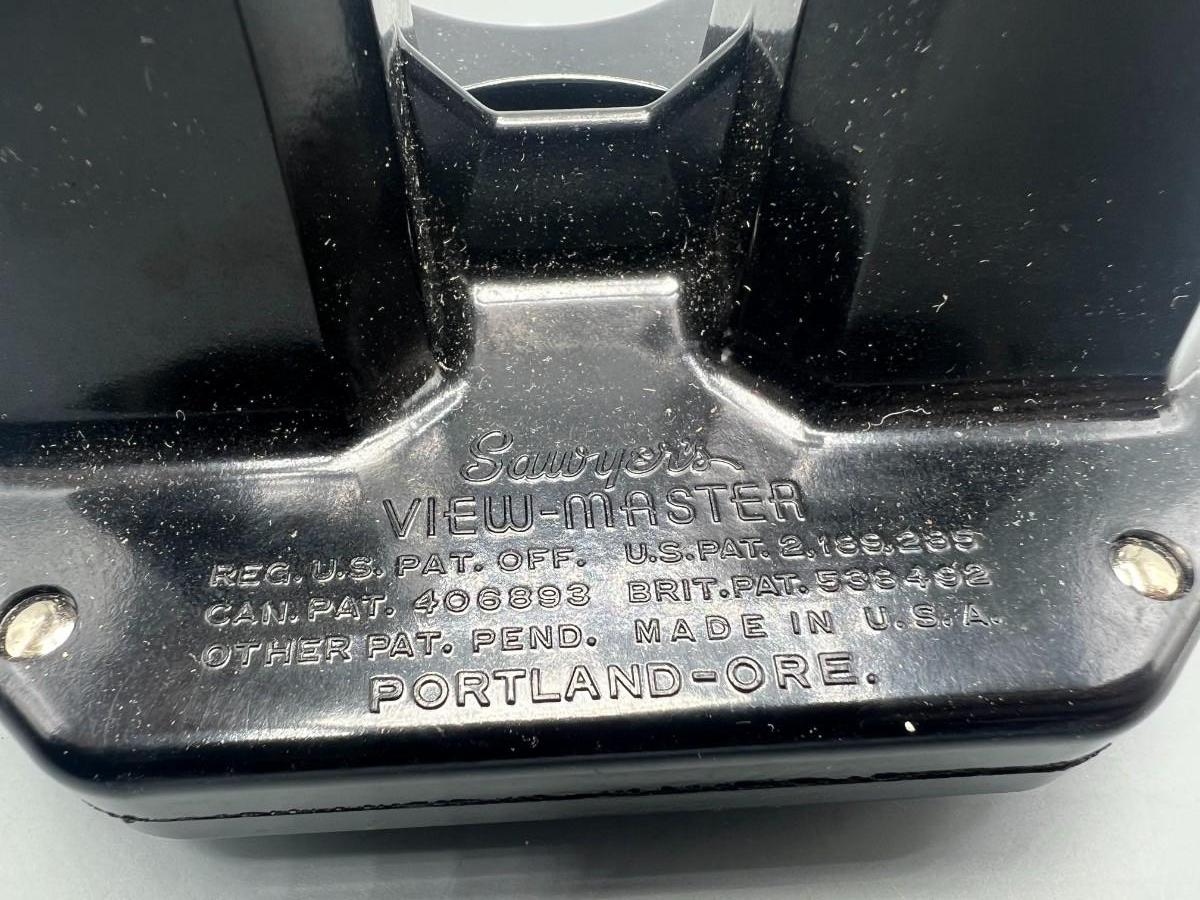 Sawyer's
VIEW-MASTER
REG. U.S. PAT. OFF. U.S. PAT. 2,189,285
CAN. PAT. 406893 BRIT. PAT. 538492
OTHER PAT. PEND. MADE IN U.S.A.
PORTLAND-ORE.